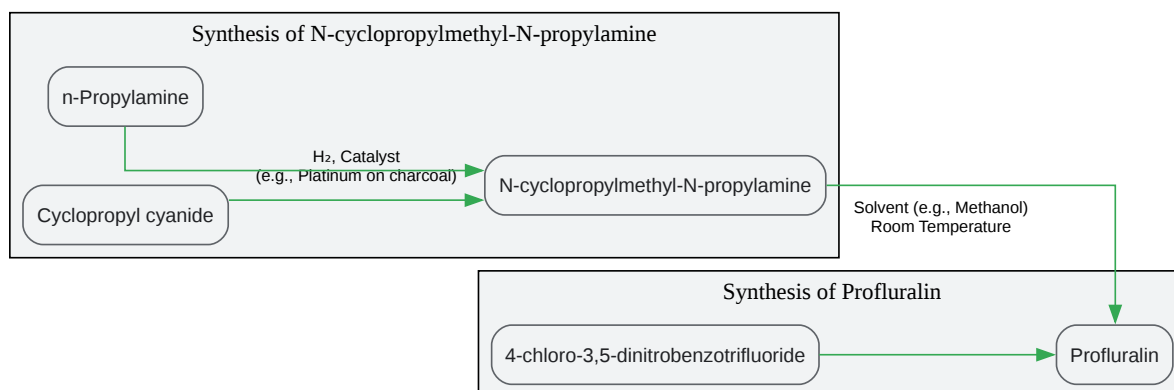 Synthesis of N-cyclopropylmethyl-N-propylamine
n-Propylamine
H₂, Catalyst
(e.g., Platinum on charcoal)
N-cyclopropylmethyl-N-propylamine
Cyclopropyl cyanide
Solvent (e.g., Methanol)
Room Temperature
Synthesis of Profluralin
4-chloro-3,5-dinitrobenzotrifluoride
Profluralin